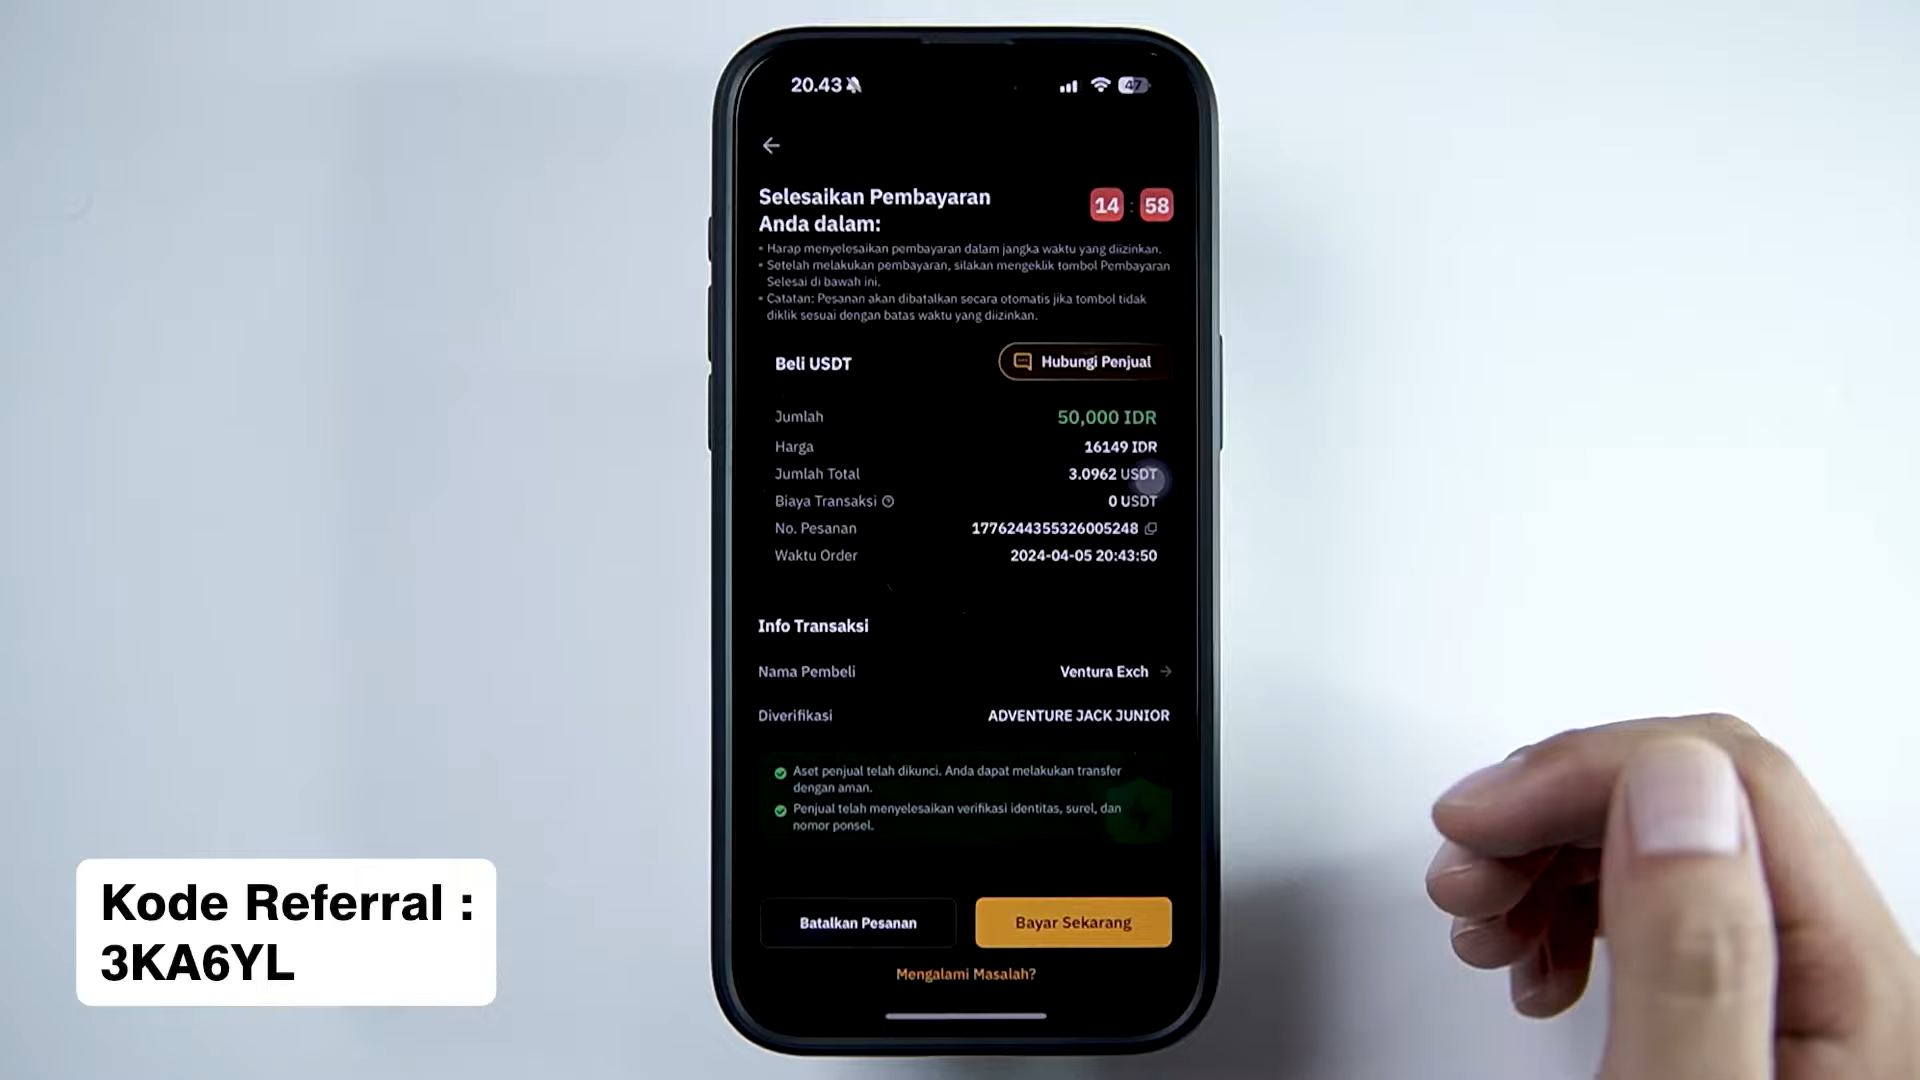 20.43
47
Selesaikan Pembayaran
Anda dalam:
14 : 58
• Harap menyelesaikan pembayaran dalam jangka waktu yang diizinkan.
• Setelah melakukan pembayaran, silakan mengeklik tombol Pembayaran
Selesai di bawah ini.
• Catatan: Pesanan akan dibatalkan secara otomatis jika tombol tidak
diklik sesuai dengan batas waktu yang diizinkan.
Beli USDT
Hubungi Penjual
Jumlah 50,000 IDR
Harga 16149 IDR
Jumlah Total 3.0962 USDT
Biaya Transaksi 0 USDT
No. Pesanan 1776244355326005248
Waktu Order 2024-04-05 20:43:50
Info Transaksi
Nama Pembeli Ventura Exch
Diverifikasi ADVENTURE JACK JUNIOR
Aset penjual telah dikunci. Anda dapat melakukan transfer
dengan aman.
Penjual telah menyelesaikan verifikasi identitas, surel, dan
nomor ponsel.
Batalkan Pesanan
Bayar Sekarang
Mengalami Masalah?
Kode Referral :
3KA6YL